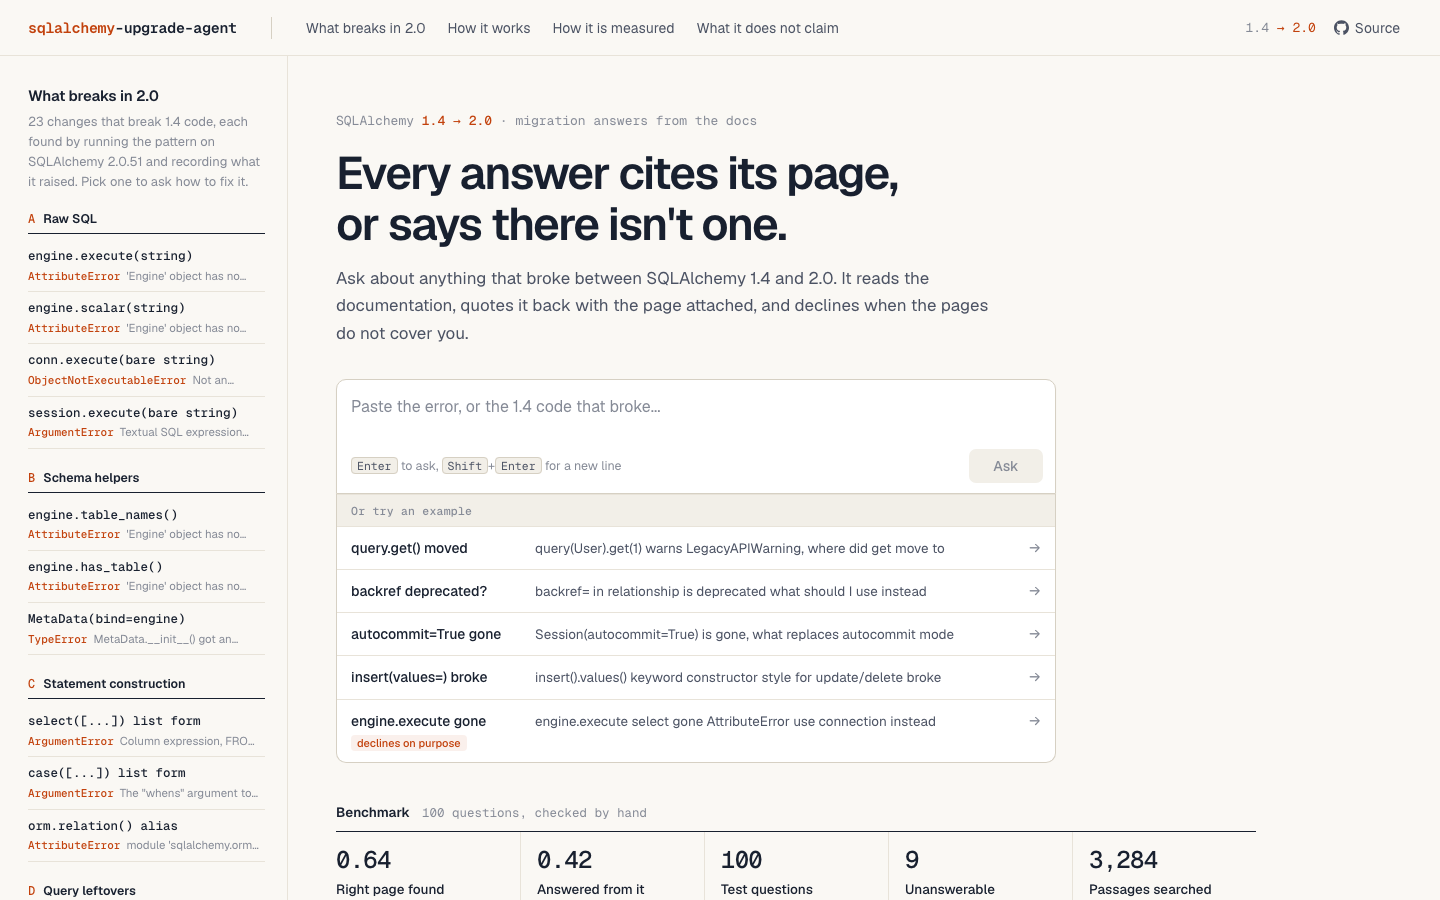 sqlalchemy-upgrade-agent
What breaks in 2.0
How it works
How it is measured
What it does not claim
1.4 → 2.0
Source
What breaks in 2.0
23 changes that break 1.4 code, each
found by running the pattern on
SQLAlchemy 2.0.51 and recording what
it raised. Pick one to ask how to fix it.
A Raw SQL
engine.execute(string)
AttributeError 'Engine' object has no…
engine.scalar(string)
AttributeError 'Engine' object has no…
conn.execute(bare string)
ObjectNotExecutableError Not an…
session.execute(bare string)
ArgumentError Textual SQL expression…
B Schema helpers
engine.table_names()
AttributeError 'Engine' object has no…
engine.has_table()
AttributeError 'Engine' object has no…
MetaData(bind=engine)
TypeError MetaData.__init__() got an…
C Statement construction
select([...]) list form
ArgumentError Column expression, FRO…
case([...]) list form
ArgumentError The "whens" argument to…
orm.relation() alias
AttributeError module 'sqlalchemy.orm…
D Query leftovers
SQLAlchemy 1.4 → 2.0 · migration answers from the docs
Every answer cites its page,
or says there isn't one.
Ask about anything that broke between SQLAlchemy 1.4 and 2.0. It reads the
documentation, quotes it back with the page attached, and declines when the pages
do not cover you.
Paste the error, or the 1.4 code that broke…
Enter to ask, Shift+Enter for a new line
Ask
Or try an example
query.get() moved query(User).get(1) warns LegacyAPIWarning, where did get move to →
backref deprecated? backref= in relationship is deprecated what should I use instead →
autocommit=True gone Session(autocommit=True) is gone, what replaces autocommit mode →
insert(values=) broke insert().values() keyword constructor style for update/delete broke →
engine.execute gone engine.execute select gone AttributeError use connection instead →
declines on purpose
Benchmark 100 questions, checked by hand
0.64 0.42 100 9 3,284
Right page found Answered from it Test questions Unanswerable Passages searched